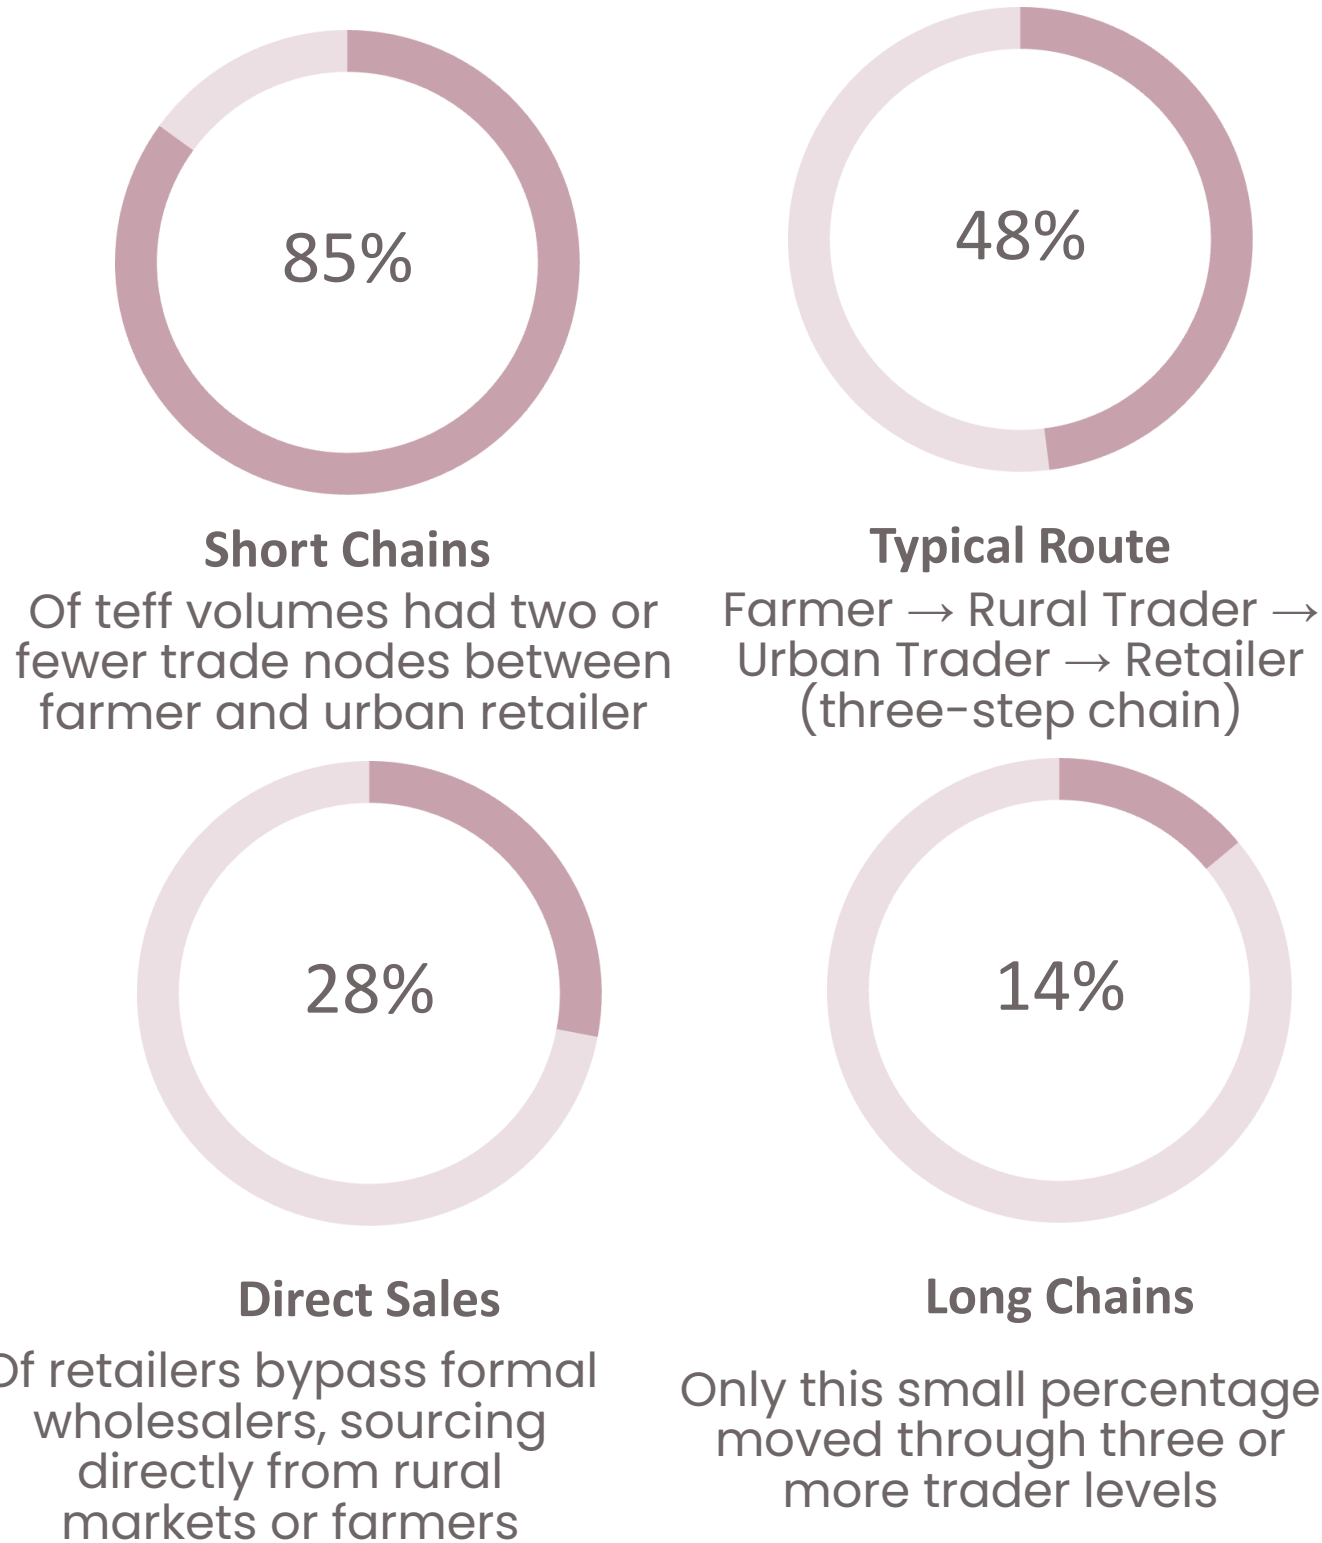 85%
Short Chains
Of teff volumes had two or
fewer trade nodes between
farmer and urban retailer
48%
Typical Route
Farmer → Rural Trader →
Urban Trader → Retailer
(three-step chain)
28%
Direct Sales
Of retailers bypass formal
wholesalers, sourcing
directly from rural
markets or farmers
14%
Long Chains
Only this small percentage
moved through three or
more trader levels